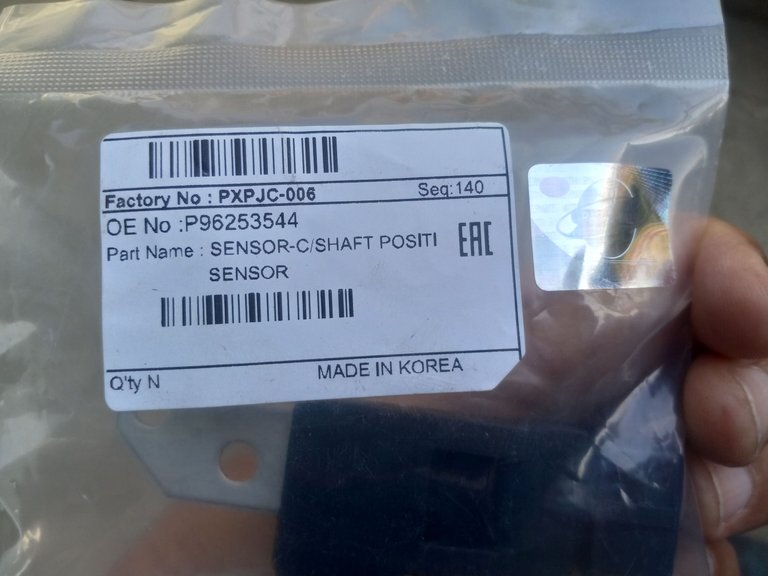 Factory No : PXPJC-006 Seq:140
OE No :P96253544
Part Name : SENSOR-C/SHAFT POSITI
SENSOR
EAC
Q'ty N MADE IN KOREA